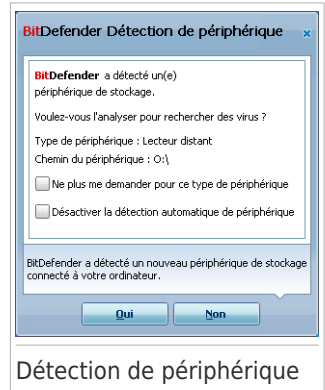 BitDefender Détection de périphérique x
BitDefender a détecté un(e)
périphérique de stockage.
Voulez-vous l'analyser pour rechercher des virus ?
Type de périphérique : Lecteur distant
Chemin du périphérique : O:\
Ne plus me demander pour ce type de périphérique
Désactiver la détection automatique de périphérique
BitDefender a détecté un nouveau périphérique de stockage
connecté à votre ordinateur.
Oui Non
Détection de périphérique